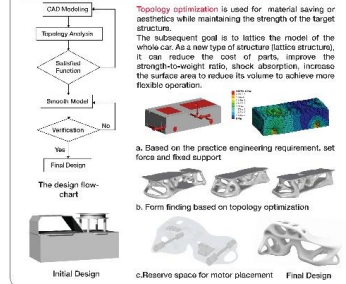 CAD Modeling
Topology Analysis
Satisfied
Function
Smooth Model
Verification
No
Yes
Final Design
The design flow-
chart
Initial Design
Topology optimization is used for material saving or
aesthetics while maintaining the strength of the target
structure.
The subsequent goal is to lattice the model of the
whole car. As a new type of structure (lattice structure),
it can reduce the cost of parts, improve the
strength-to-weight ratio, shock absorption, increase
the surface area to reduce its volume to achieve more
flexible operation.
a. Based on the practice engineering requirement, set
force and fixed support
b. Form finding based on topology optimization
c.Reserve space for motor placement
Final Design